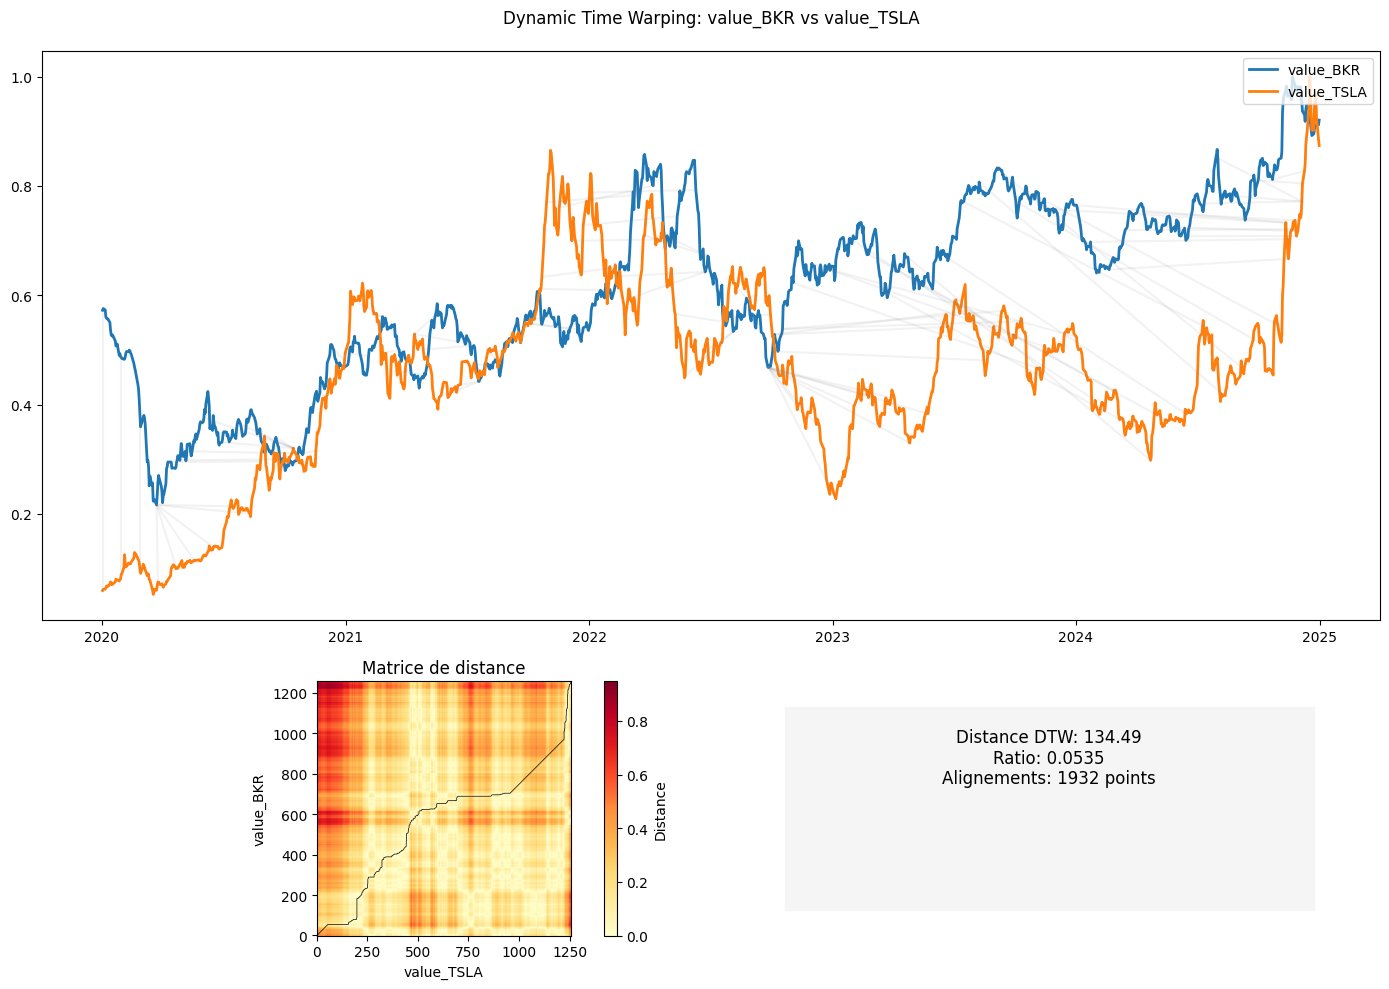 Dynamic Time Warping: value_BKR vs value_TSLA
value_BKR
value_TSLA
1.0
0.8
0.6
0.4
0.2
2020 2021 2022 2023 2024 2025
Matrice de distance
value_BKR
1200
1000
800
600
400
200
0
0 250 500 750 1000 1250
value_TSLA
0.8
0.6
0.4
0.2
0.0
Distance
Distance DTW: 134.49
Ratio: 0.0535
Alignements: 1932 points